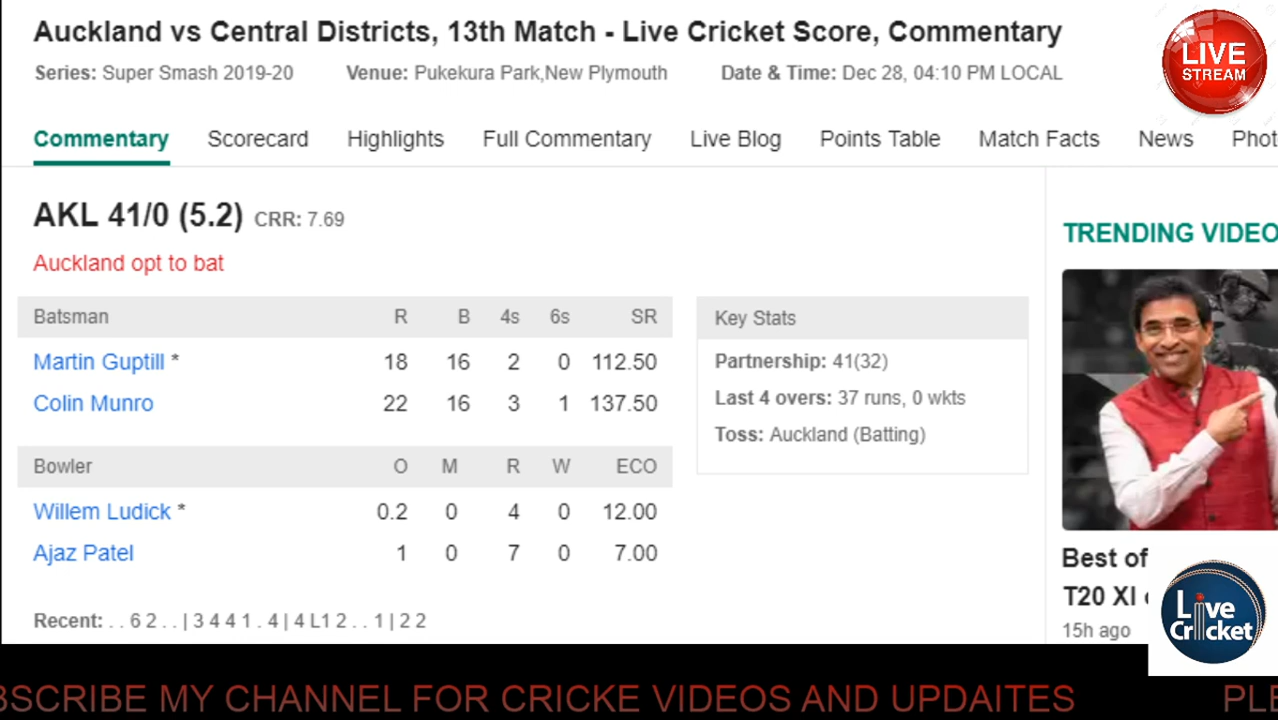 Auckland vs Central Districts, 13th Match - Live Cricket Score, Commentary
Series: Super Smash 2019-20 Venue: Pukekura Park,New Plymouth Date & Time: Dec 28, 04:10 PM LOCAL
LIVE
STREAM
Commentary Scorecard Highlights Full Commentary Live Blog Points Table Match Facts News Phot
AKL 41/0 (5.2) CRR: 7.69
Auckland opt to bat
Batsman R B 4s 6s SR
Martin Guptill * 18 16 2 0 112.50
Colin Munro 22 16 3 1 137.50
Bowler O M R W ECO
Willem Ludick * 0.2 0 4 0 12.00
Ajaz Patel 1 0 7 0 7.00
Recent: . . 6 2 . . | 3 4 4 1 . 4 | 4 L1 2 . . 1 | 2 2
Key Stats
Partnership: 41(32)
Last 4 overs: 37 runs, 0 wkts
Toss: Auckland (Batting)
TRENDING VIDEO
Best of
T20 XI
15h ago
Live
Cricket
BSCRIBE MY CHANNEL FOR CRICKE VIDEOS AND UPDAITES PLE